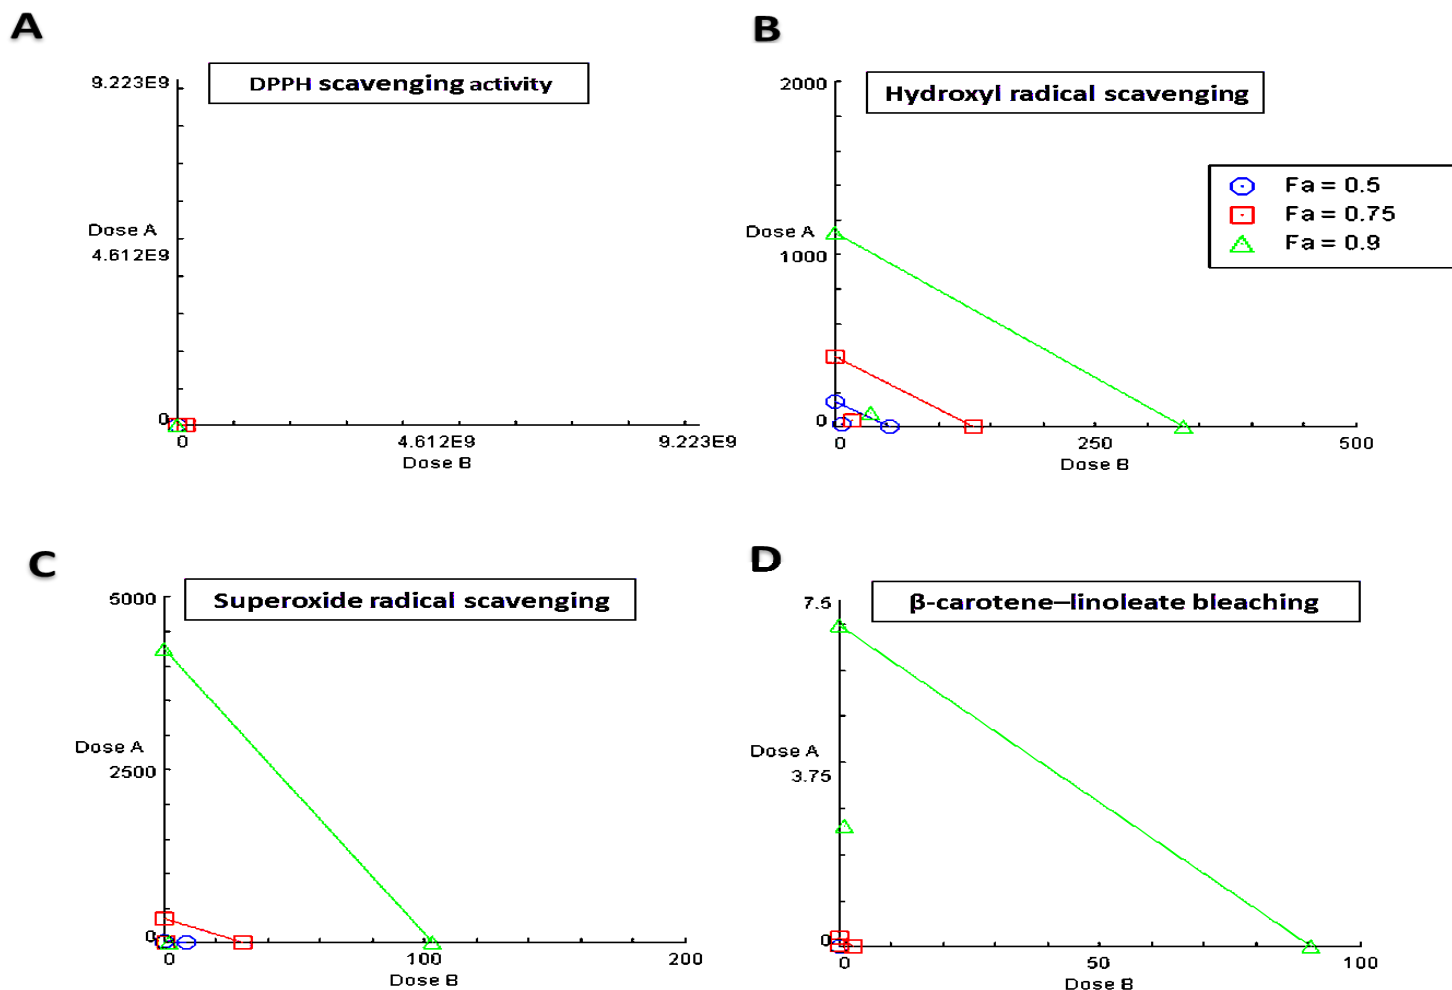 A
DPPH scavenging activity
9.223E9
Dose A
4.612E9
0
0
4.612E9
9.223E9
Dose B
B
Hydroxyl radical scavenging
2000
Dose A
1000
0
0
250
500
Dose B
Fa = 0.5
Fa = 0.75
Fa = 0.9
C
Superoxide radical scavenging
5000
Dose A
2500
0
0
100
200
Dose B
D
β-carotene–linoleate bleaching
7.5
Dose A
3.75
0
0
50
100
Dose B